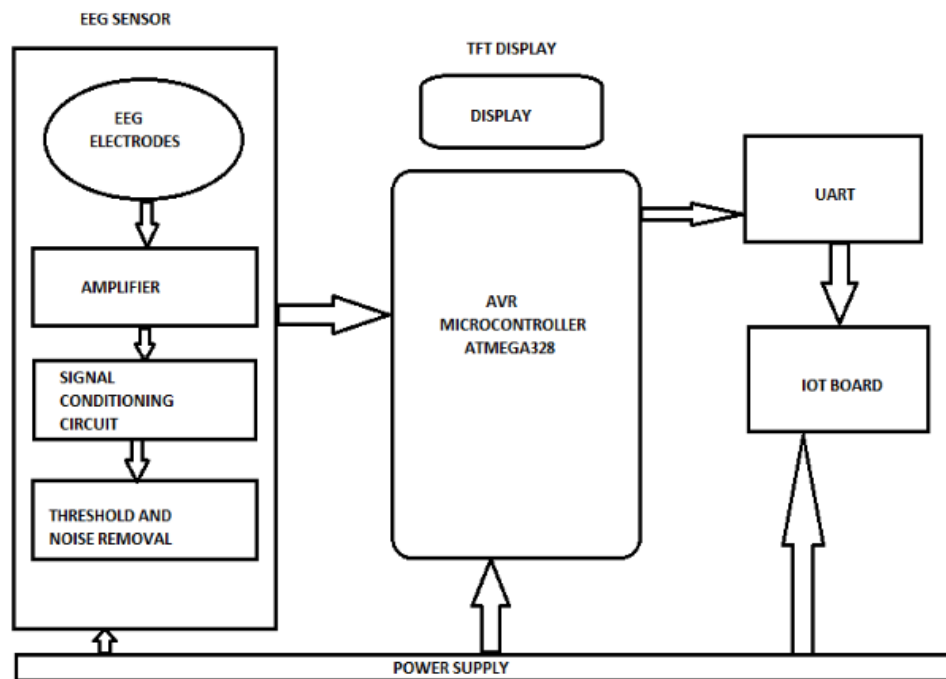 EEG SENSOR
EEG
ELECTRODES
AMPLIFIER
SIGNAL
CONDITIONING
CIRCUIT
THRESHOLD AND
NOISE REMOVAL
TFT DISPLAY
DISPLAY
AVR
MICROCONTROLLER
ATMEGA328
UART
IOT BOARD
POWER SUPPLY